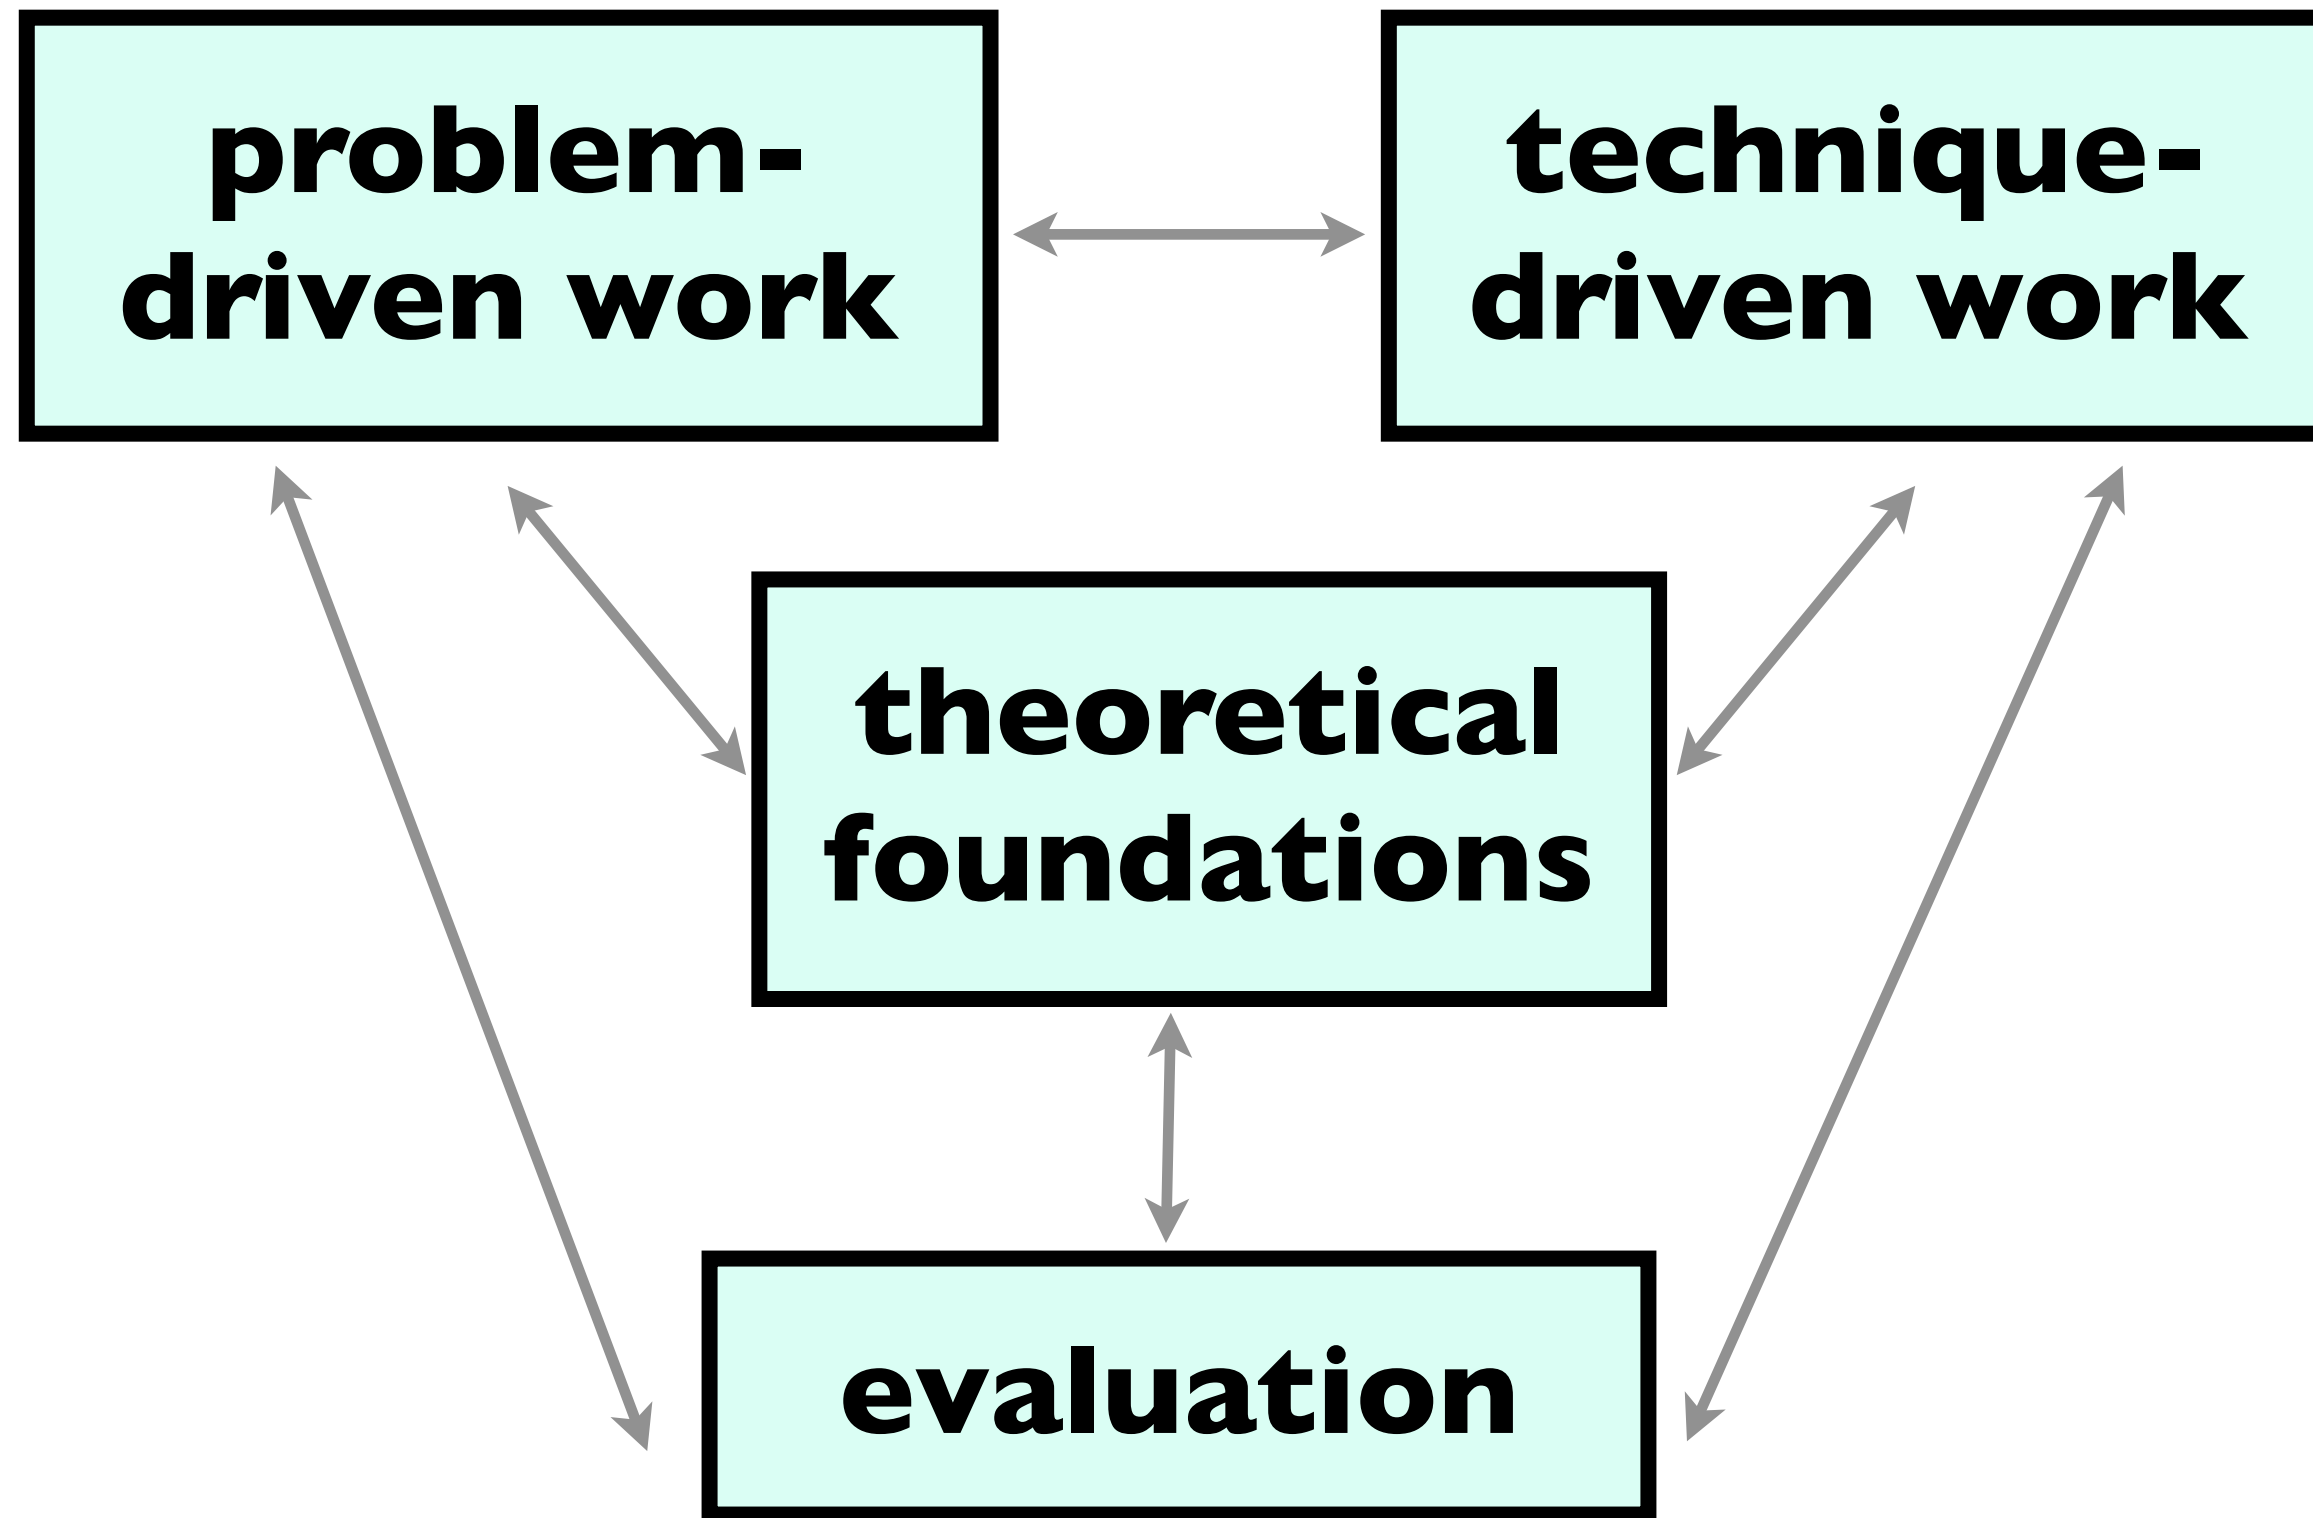 problem-
driven work
technique-
driven work
theoretical
foundations
evaluation